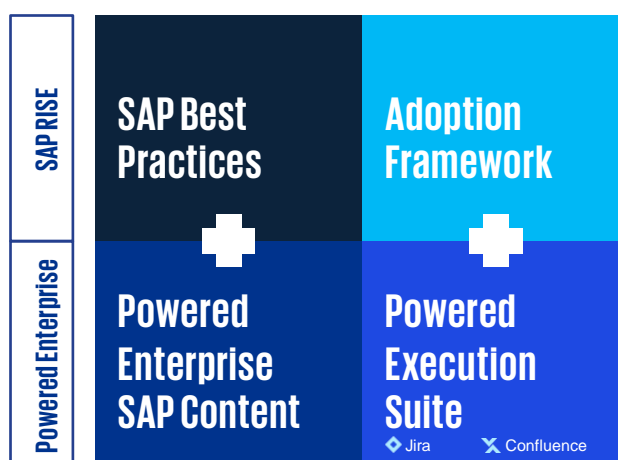 SAP RISE
SAP Best
Practices
Adoption
Framework
Powered Enterprise
Powered
Enterprise
SAP Content
Powered
Execution
Suite
Jira
Confluence